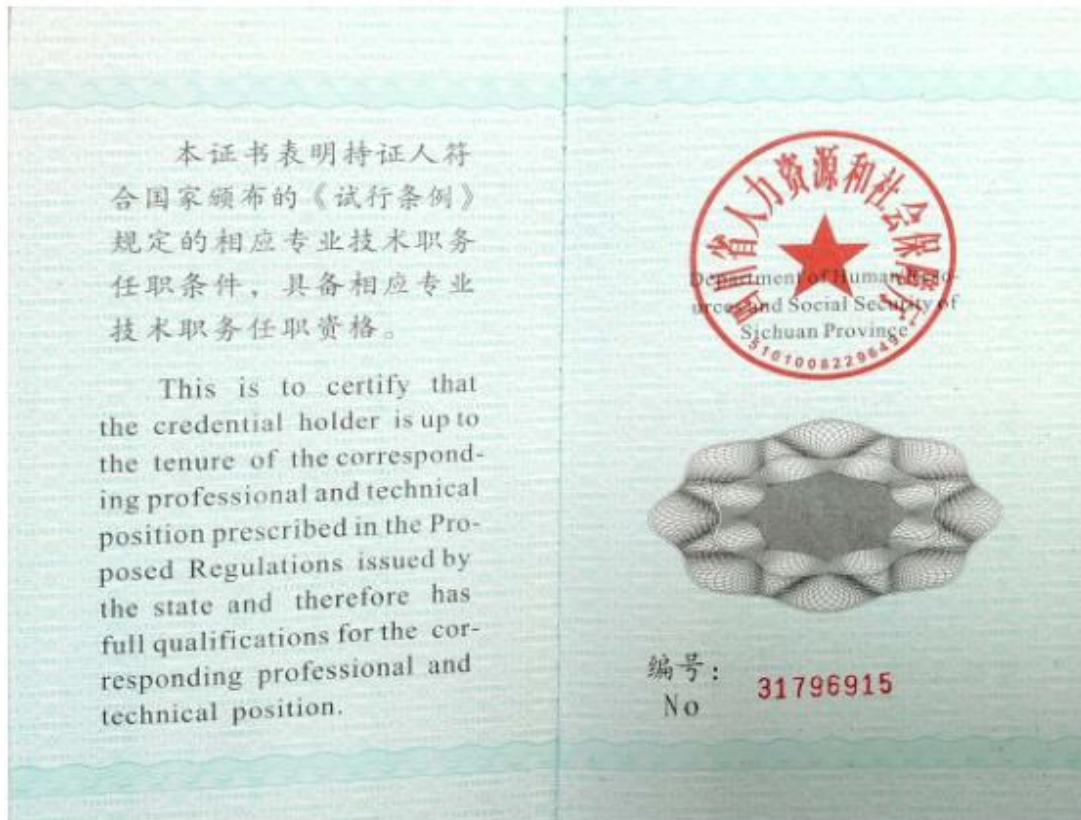 本证书表明持证人符
合国家颁布的《试行条例》
规定的相应专业技术职务
任职条件，具备相应专业
技术职务任职资格。
This is to certify that
the credential holder is up to
the tenure of the correspond-
ing professional and technical
position prescribed in the Pro-
posed Regulations issued by
the state and therefore has
full qualifications for the cor-
responding professional and
technical position.
四川省人力资源和社会保障厅
Department of Human Reso-
urces and Social Security of
Sichuan Province
5101008229649
编号：
No
31796915